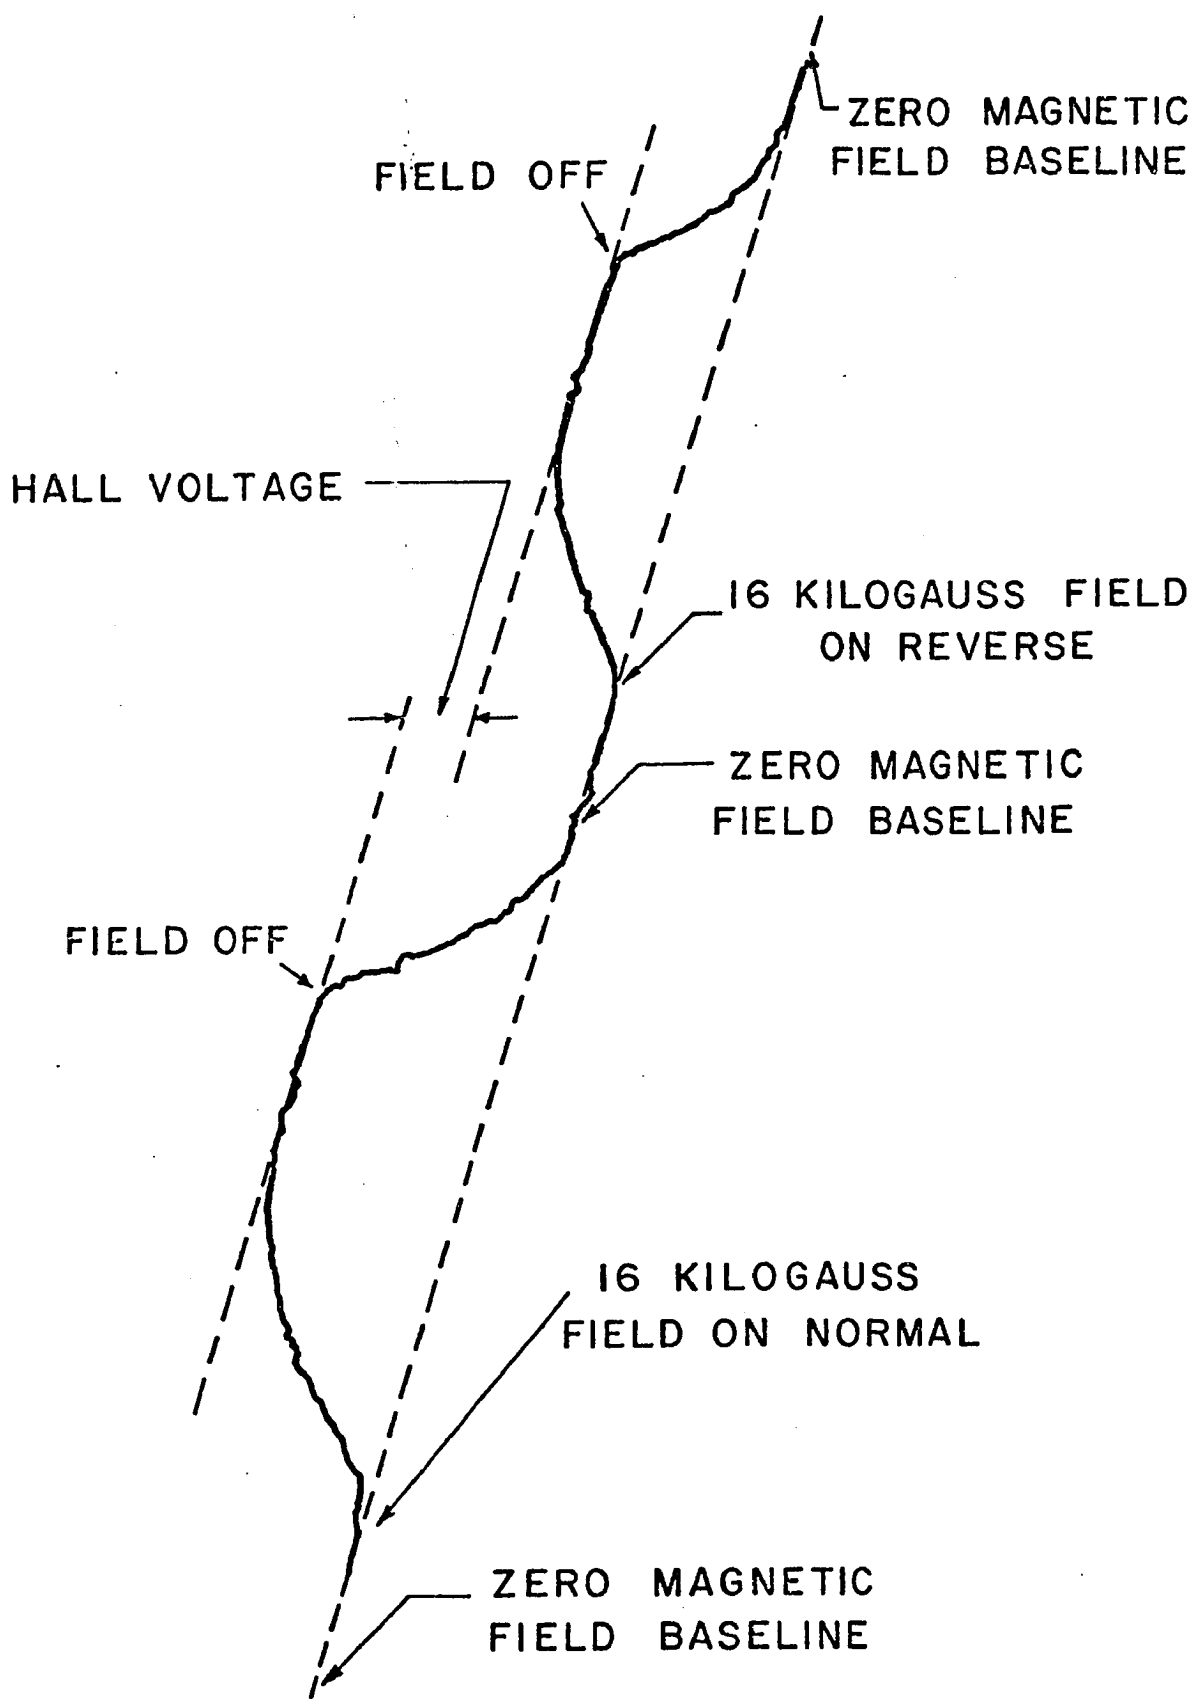 ZERO MAGNETIC
FIELD BASELINE
FIELD OFF
HALL VOLTAGE
16 KILOGAUSS FIELD
ON REVERSE
ZERO MAGNETIC
FIELD BASELINE
FIELD OFF
16 KILOGAUSS
FIELD ON NORMAL
ZERO MAGNETIC
FIELD BASELINE